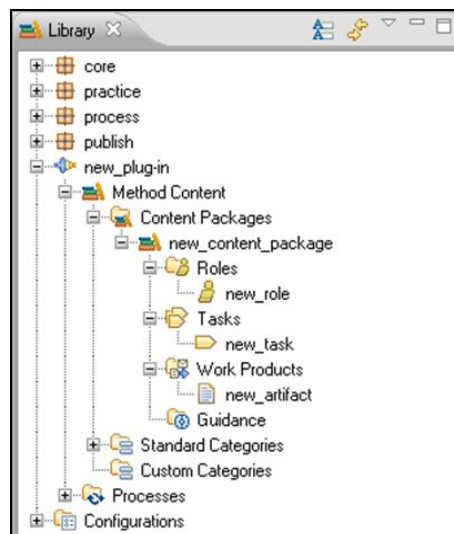 Library
core
practice
process
publish
new_plug-in
Method Content
Content Packages
new_content_package
Roles
new_role
Tasks
new_task
Work Products
new_artifact
Guidance
Standard Categories
Custom Categories
Processes
Configurations